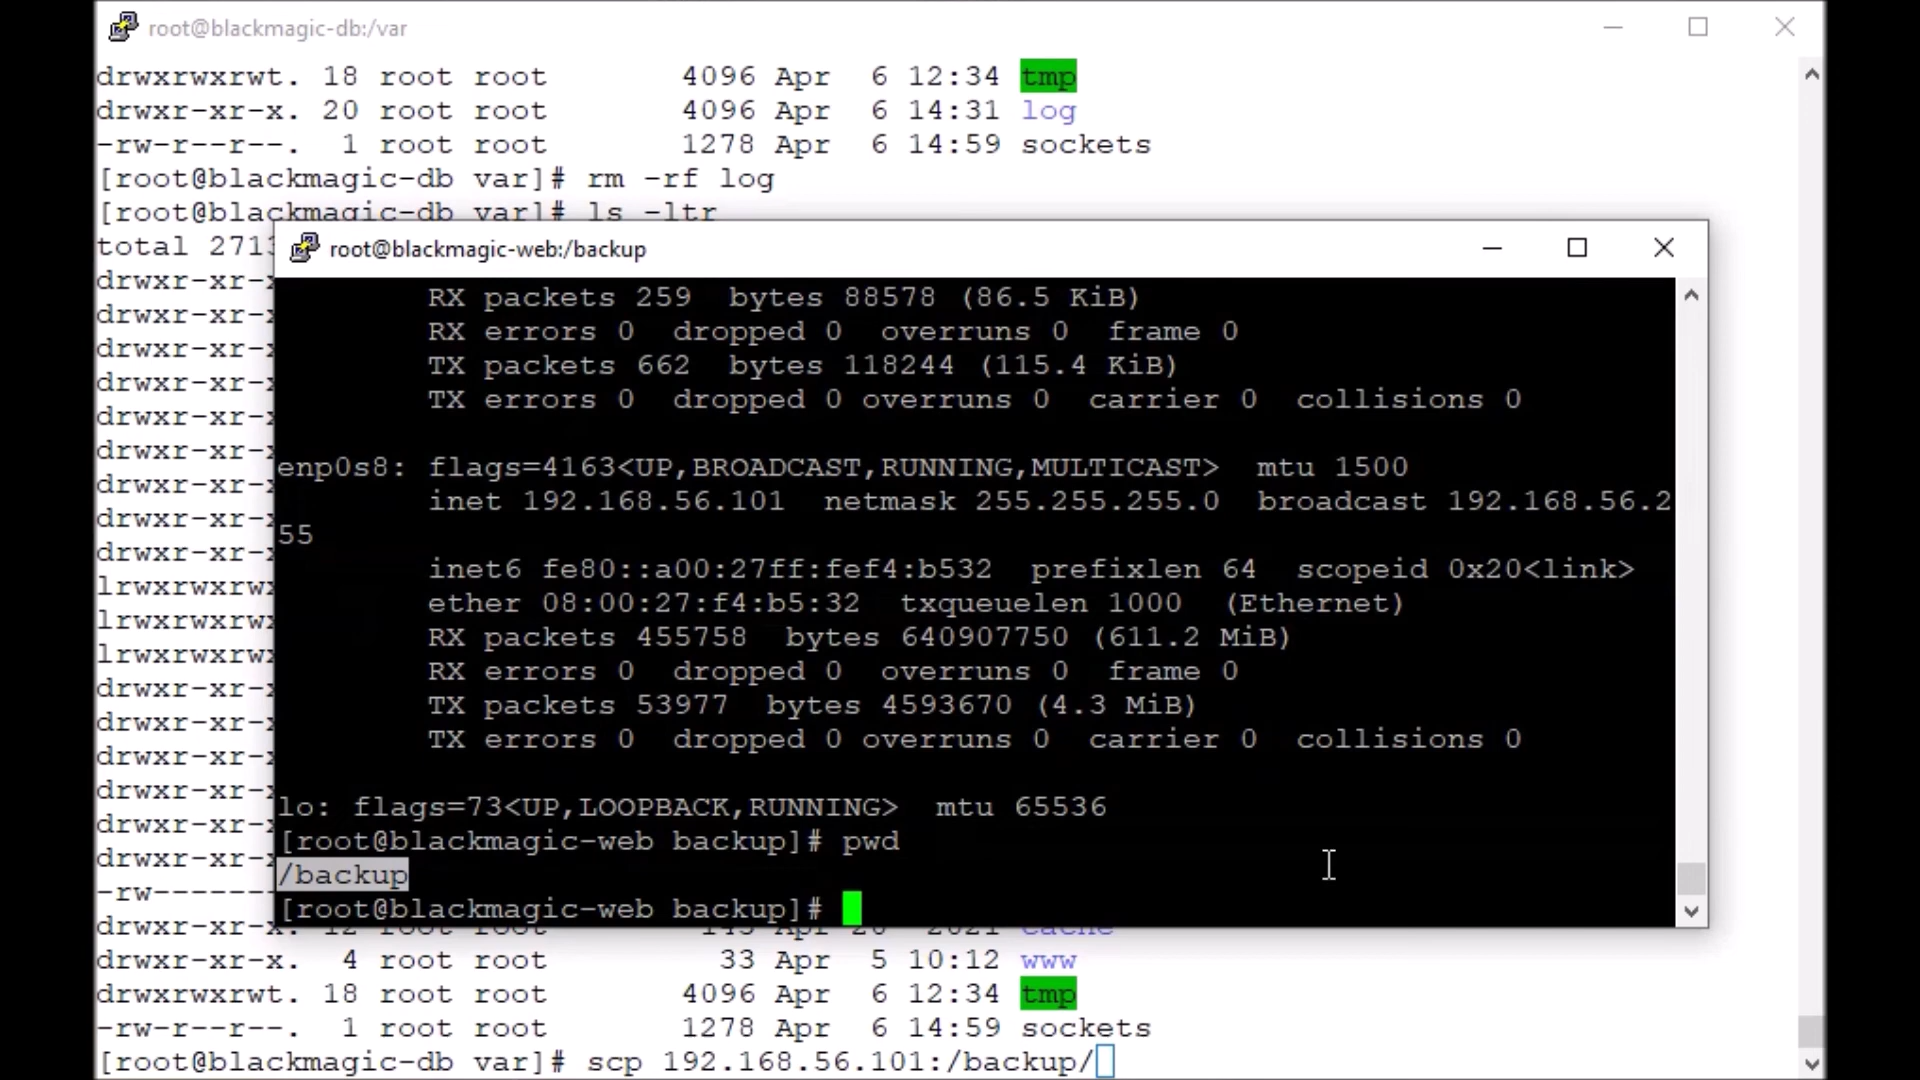 root@blackmagic-db:/var
drwxrwxrwt. 18 root root 4096 Apr 6 12:34 tmp
drwxr-xr-x. 20 root root 4096 Apr 6 14:31 log
-rw-r--r--. 1 root root 1278 Apr 6 14:59 sockets
[root@blackmagic-db var]# rm -rf log
[root@blackmagic-db var]# ls -ltr
total 2713
root@blackmagic-web:/backup
drwxr-xr-x
drwxr-xr-x
drwxr-xr-x
drwxr-xr-x
drwxr-xr-x
drwxr-xr-x
drwxr-xr-x
drwxr-xr-x
drwxr-xr-x
lrwxrwxrwx
lrwxrwxrwx
lrwxrwxrwx
drwxr-xr-x
drwxr-xr-x
drwxr-xr-x
drwxr-xr-x
drwxr-xr-x
drwxr-xr-x
-rw-------
RX packets 259 bytes 88578 (86.5 KiB)
RX errors 0 dropped 0 overruns 0 frame 0
TX packets 662 bytes 118244 (115.4 KiB)
TX errors 0 dropped 0 overruns 0 carrier 0 collisions 0
enp0s8: flags=4163<UP,BROADCAST,RUNNING,MULTICAST> mtu 1500
inet 192.168.56.101 netmask 255.255.255.0 broadcast 192.168.56.2
55
inet6 fe80::a00:27ff:fef4:b532 prefixlen 64 scopeid 0x20<link>
ether 08:00:27:f4:b5:32 txqueuelen 1000 (Ethernet)
RX packets 455758 bytes 640907750 (611.2 MiB)
RX errors 0 dropped 0 overruns 0 frame 0
TX packets 53977 bytes 4593670 (4.3 MiB)
TX errors 0 dropped 0 overruns 0 carrier 0 collisions 0
lo: flags=73<UP,LOOPBACK,RUNNING> mtu 65536
[root@blackmagic-web backup]# pwd
/backup
[root@blackmagic-web backup]#
drwxr-xr-x. 12 root root 145 Apr 20 2021 cache
drwxr-xr-x. 4 root root 33 Apr 5 10:12 www
drwxrwxrwt. 18 root root 4096 Apr 6 12:34 tmp
-rw-r--r--. 1 root root 1278 Apr 6 14:59 sockets
[root@blackmagic-db var]# scp 192.168.56.101:/backup/